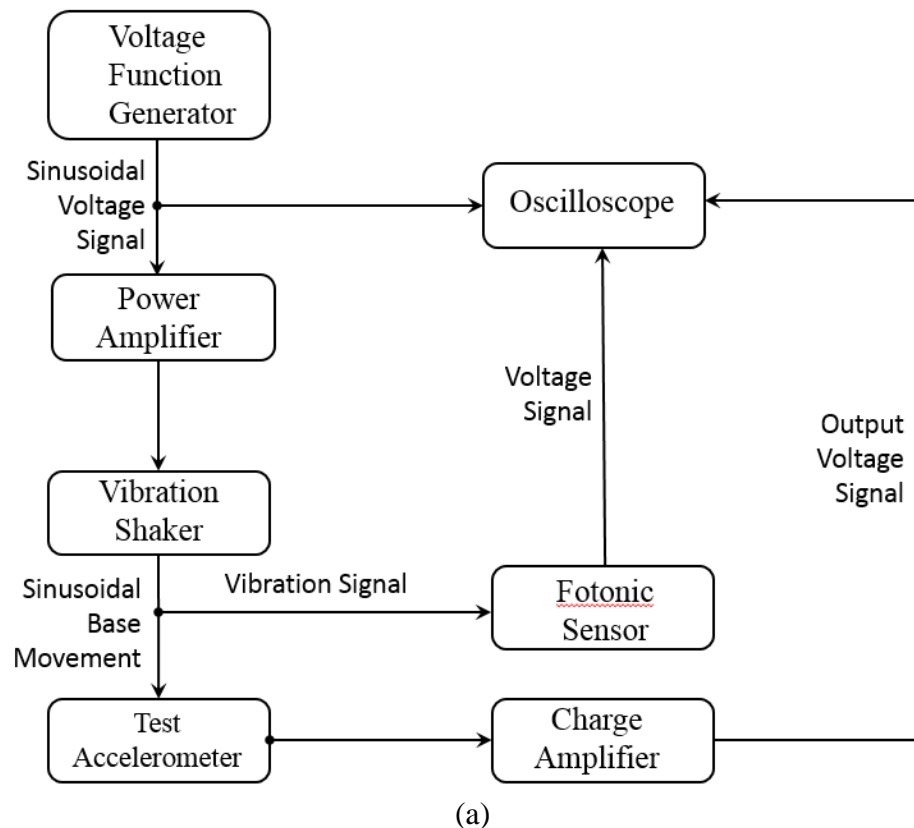 Voltage
Function
Generator
Sinusoidal
Voltage
Signal
Oscilloscope
Power
Amplifier
Voltage
Signal
Output
Voltage
Signal
Vibration
Shaker
Sinusoidal
Base
Movement
Vibration Signal
Fotonic
Sensor
Test
Accelerometer
Charge
Amplifier
(a)